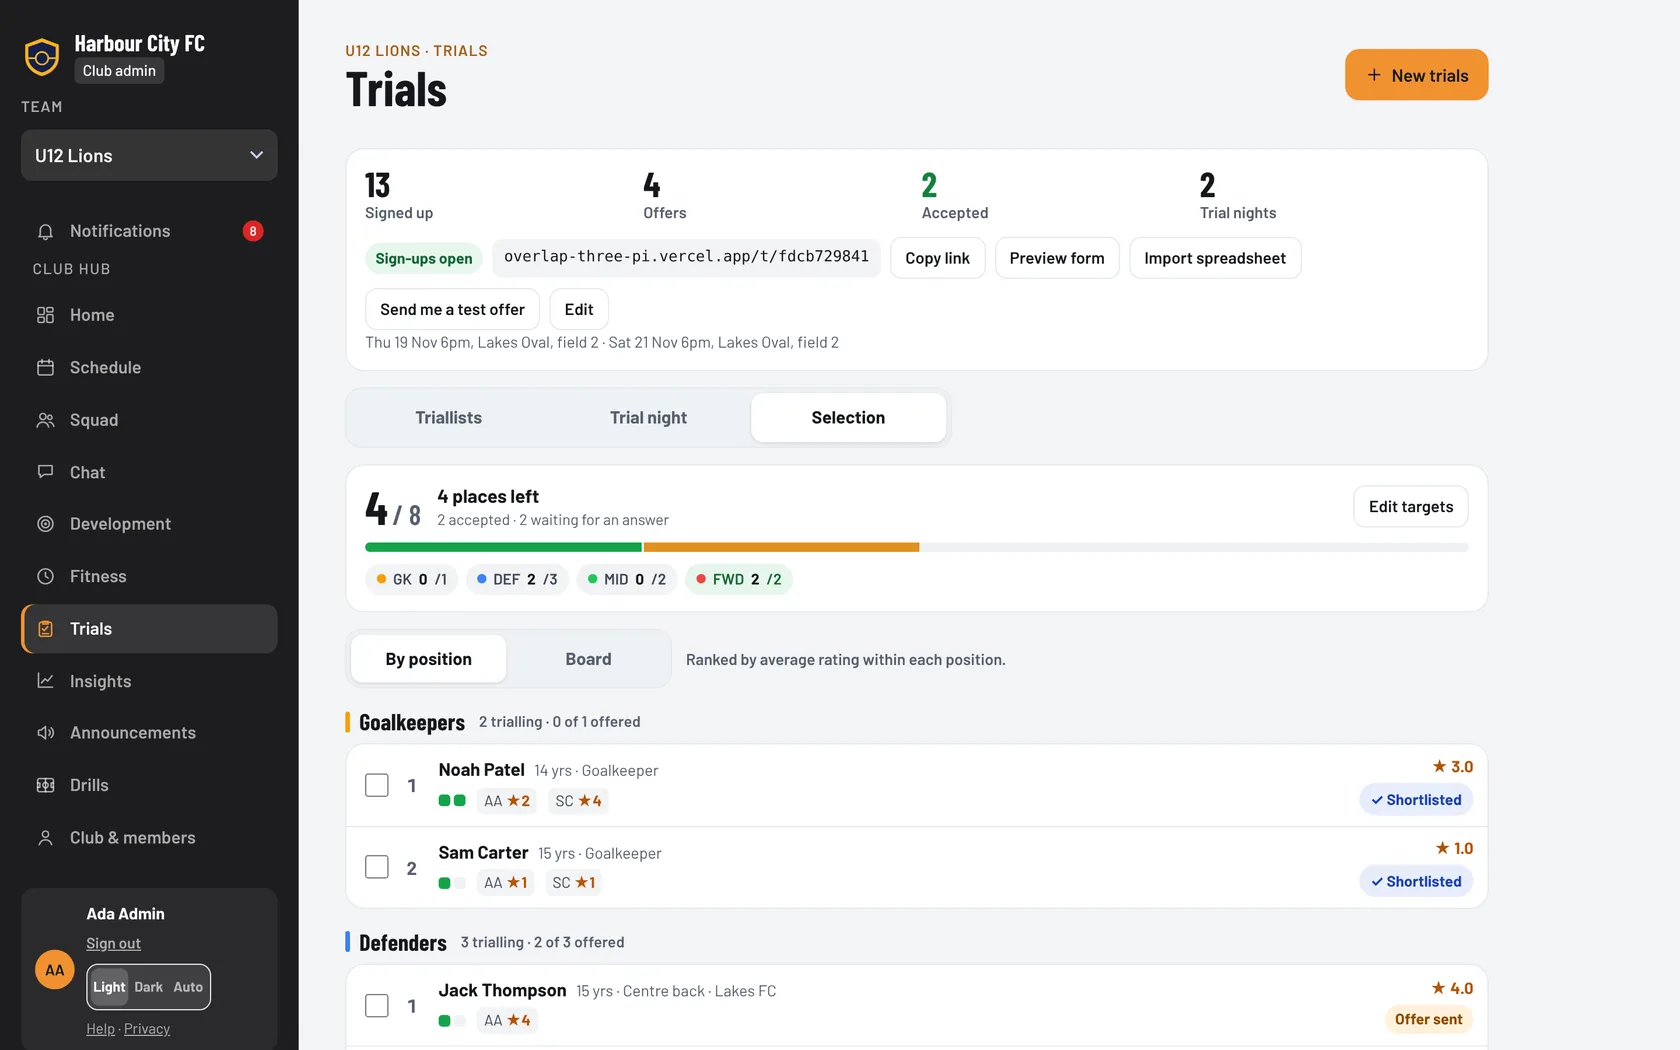 Harbour City FC
Club admin
TEAM
U12 Lions
Notifications 8
CLUB HUB
Home
Schedule
Squad
Chat
Development
Fitness
Trials
Insights
Announcements
Drills
Club & members
Ada Admin
Sign out
AA
Light Dark Auto
Help · Privacy
U12 LIONS · TRIALS
Trials
+ New trials
13 4 2 2
Signed up Offers Accepted Trial nights
Sign-ups open overlap-three-pi.vercel.app/t/fdcb729841 Copy link Preview form Import spreadsheet
Send me a test offer Edit
Thu 19 Nov 6pm, Lakes Oval, field 2 · Sat 21 Nov 6pm, Lakes Oval, field 2
Triallists Trial night Selection
4 / 8 4 places left
2 accepted · 2 waiting for an answer
Edit targets
GK 0 /1 DEF 2 /3 MID 0 /2 FWD 2 /2
By position Board Ranked by average rating within each position.
Goalkeepers 2 trialling · 0 of 1 offered
1 Noah Patel 14 yrs · Goalkeeper ★ 3.0
AA ★2 SC ★4 ✓ Shortlisted
2 Sam Carter 15 yrs · Goalkeeper ★ 1.0
AA ★1 SC ★1 ✓ Shortlisted
Defenders 3 trialling · 2 of 3 offered
1 Jack Thompson 15 yrs · Centre back · Lakes FC ★ 4.0
AA ★4 Offer sent